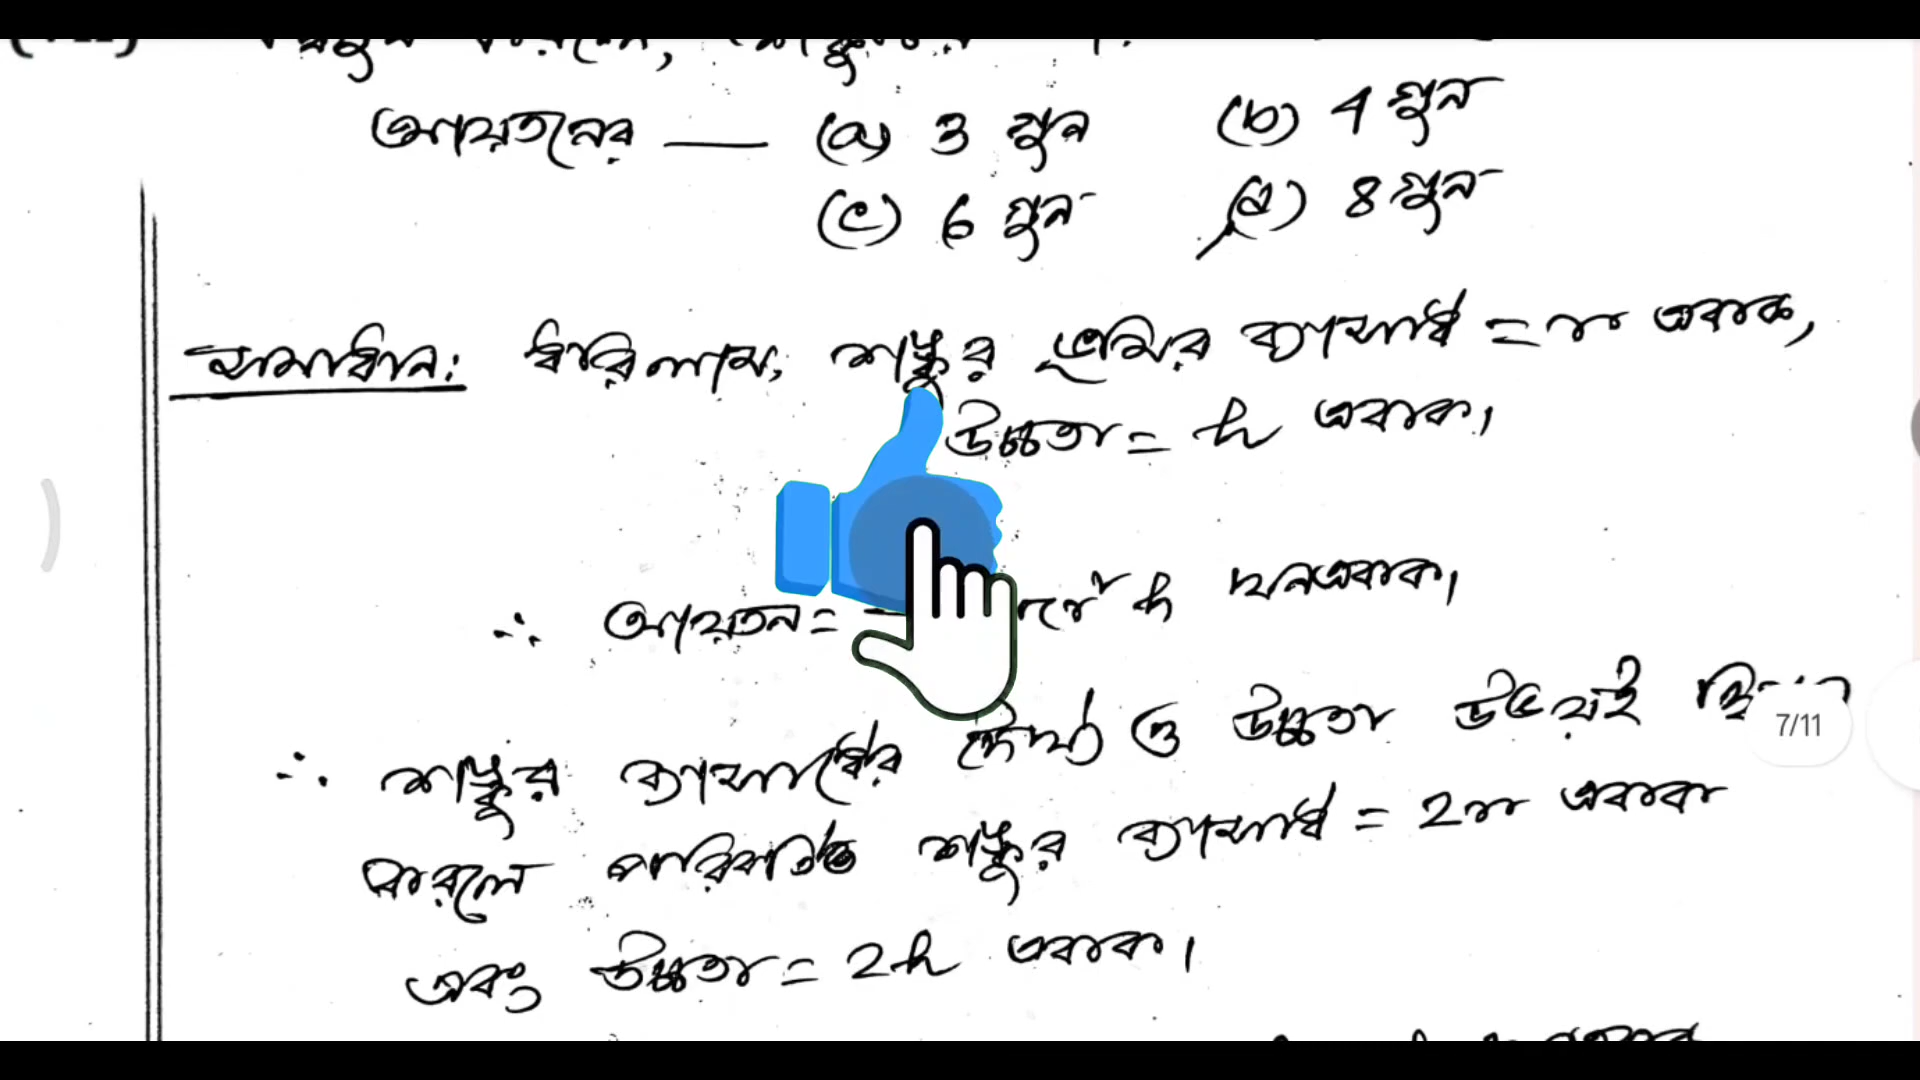 আয়তনের — (a) 3 গুন (b) 4 গুন
(c) 6 গুন (d) 8 গুন
সমাধান: ধরিলাম, শঙ্কুর ভূমির ব্যাসার্ধ = r একক,
উচ্চতা = h একক।
∴ আয়তন = πr² h ঘনএকক।
∴ শঙ্কুর ব্যাসার্ধের দৈর্ঘ্য ও উচ্চতা উভয়ই
7/11
করলে পরিবর্তিত শঙ্কুর ব্যাসার্ধ = 2r একক
এবং উচ্চতা = 2h একক।